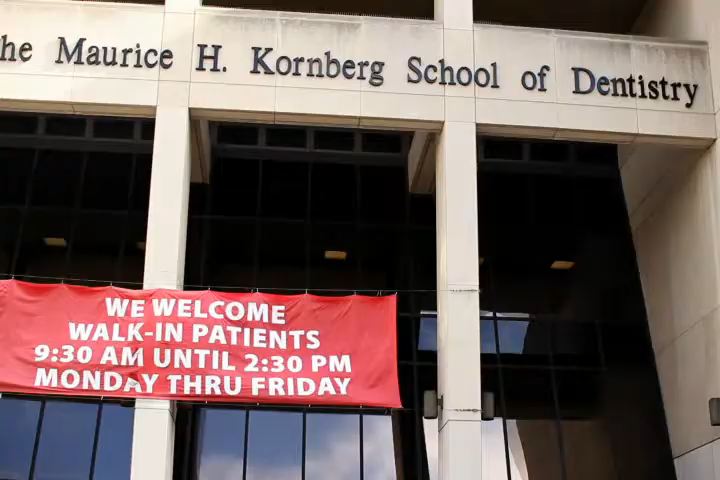 he Maurice H. Kornberg School of Dentistry
WE WELCOME
WALK-IN PATIENTS
9:30 AM UNTIL 2:30 PM
MONDAY THRU FRIDAY